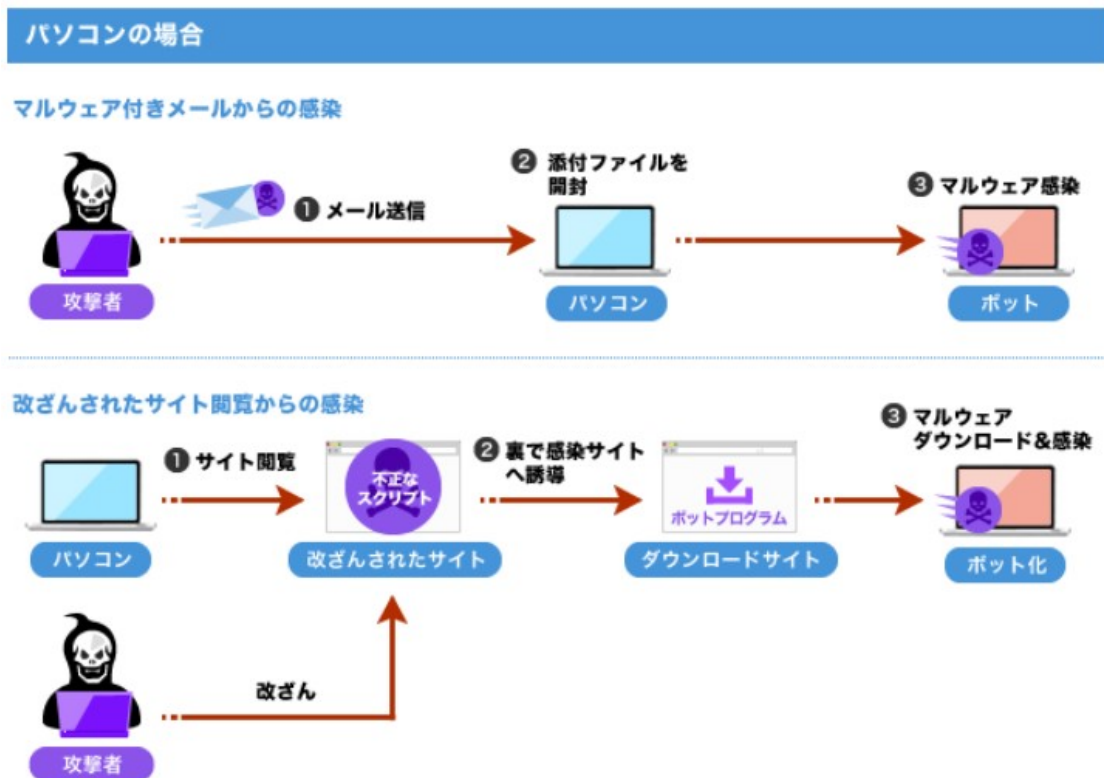 パソコンの場合
マルウェア付きメールからの感染
❶ メール送信
❷ 添付ファイルを
開封
❸ マルウェア感染
攻撃者
パソコン
ボット
改ざんされたサイト閲覧からの感染
❶ サイト閲覧
不正な
スクリプト
❷ 裏で感染サイト
へ誘導
ボットプログラム
❸ マルウェア
ダウンロード&感染
パソコン
改ざんされたサイト
ダウンロードサイト
ボット化
改ざん
攻撃者